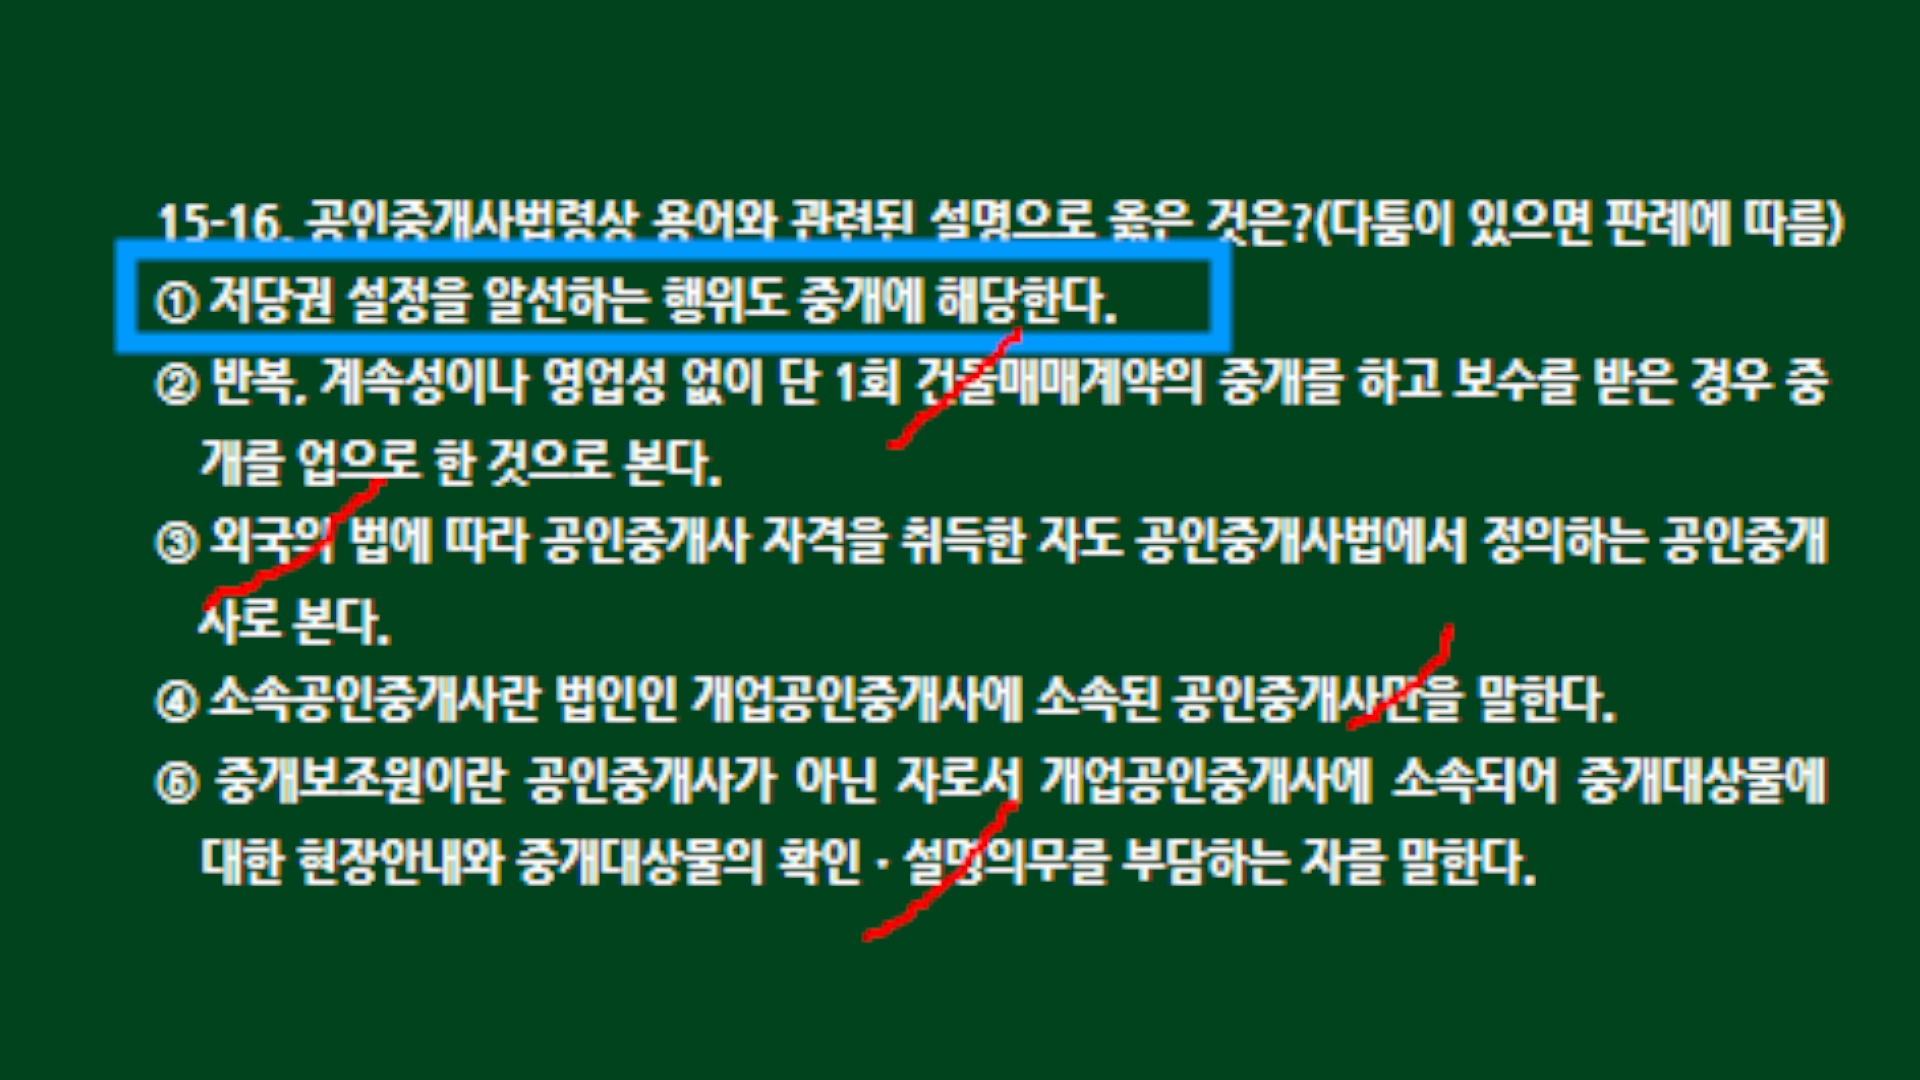 15-16. 공인중개사법령상 용어와 관련된 설명으로 옳은 것은?(다툼이 있으면 판례에 따름)
① 저당권 설정을 알선하는 행위도 중개에 해당한다.
② 반복, 계속성이나 영업성 없이 단 1회 건물매매계약의 중개를 하고 보수를 받은 경우 중
개를 업으로 한 것으로 본다.
③ 외국의 법에 따라 공인중개사 자격을 취득한 자도 공인중개사법에서 정의하는 공인중개
사로 본다.
④ 소속공인중개사란 법인인 개업공인중개사에 소속된 공인중개사만을 말한다.
⑤ 중개보조원이란 공인중개사가 아닌 자로서 개업공인중개사에 소속되어 중개대상물에
대한 현장안내와 중개대상물의 확인·설명의무를 부담하는 자를 말한다.